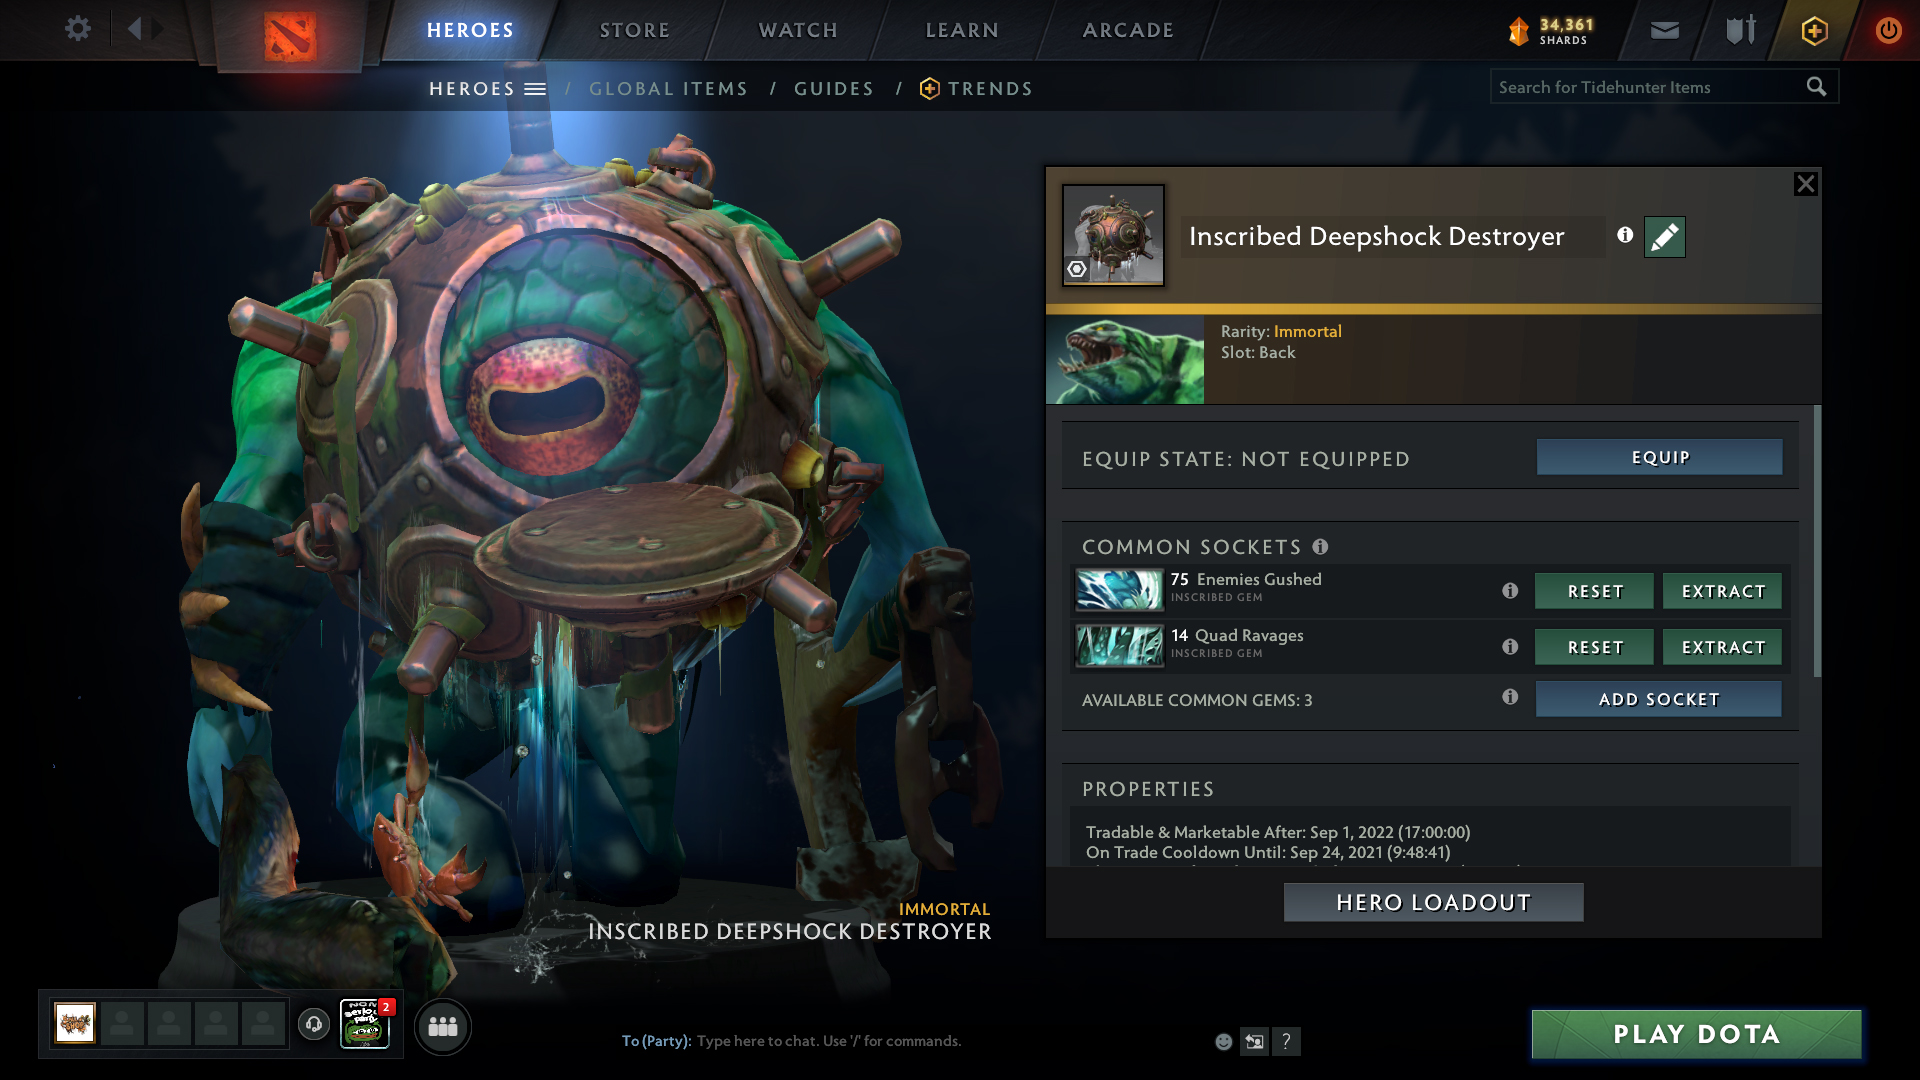 HEROES
STORE
WATCH
LEARN
ARCADE
34,361
SHARDS
HEROES / GLOBAL ITEMS / GUIDES / TRENDS
Search for Tidehunter Items
Inscribed Deepshock Destroyer
Rarity: Immortal
Slot: Back
EQUIP STATE: NOT EQUIPPED
EQUIP
COMMON SOCKETS
75 Enemies Gushed
INSCRIBED GEM
RESET
EXTRACT
14 Quad Ravages
INSCRIBED GEM
RESET
EXTRACT
AVAILABLE COMMON GEMS: 3
ADD SOCKET
PROPERTIES
Tradable & Marketable After: Sep 1, 2022 (17:00:00)
On Trade Cooldown Until: Sep 24, 2021 (9:48:41)
HERO LOADOUT
IMMORTAL
INSCRIBED DEEPSHOCK DESTROYER
2
To (Party): Type here to chat. Use '/' for commands.
?
PLAY DOTA